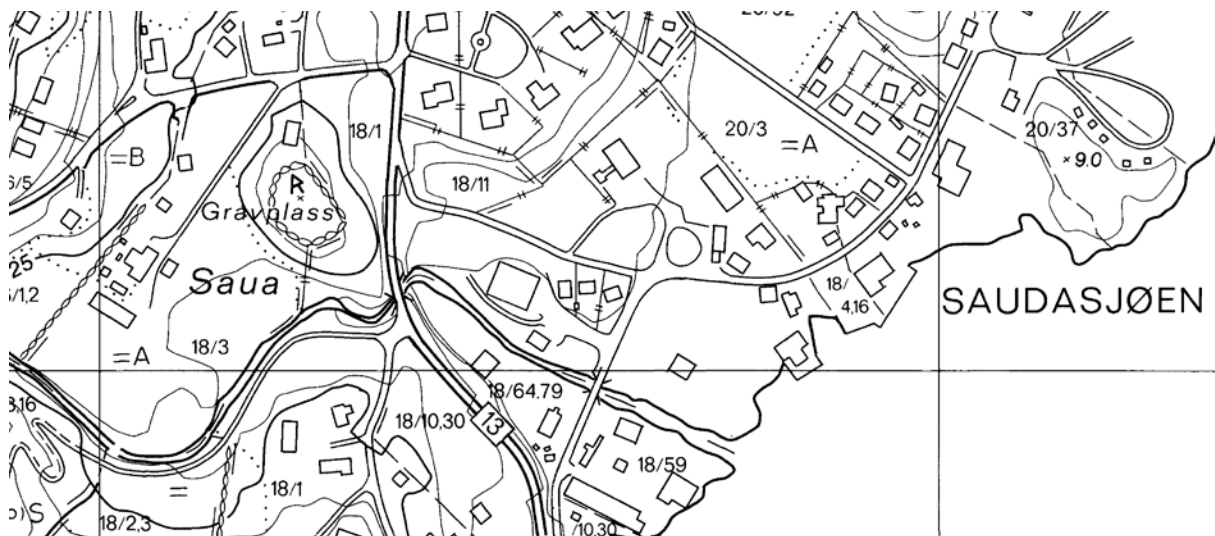 20/3
=A
20/37
× 9.0
18/1
=B
18/11
R
Gravplass
25
Saua
18/
4,16
SAUDASJØEN
18/3
=A
18/64.79
18/10,30
13
18/59
18/1
=
S
18/2,3
/10,30